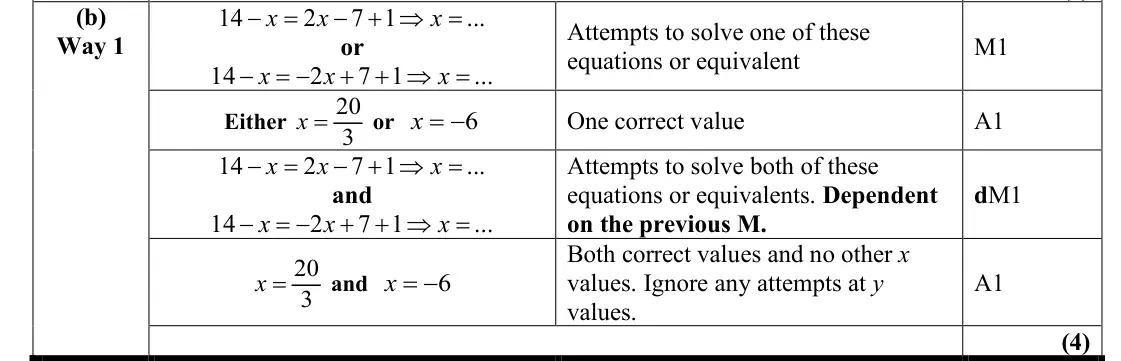 (b)
Way 1
14 − x = 2x − 7 + 1 ⇒ x = ...
or
14 − x = −2x + 7 + 1 ⇒ x = ...
Attempts to solve one of these
equations or equivalent
M1
Either x = 20/3 or x = −6
One correct value
A1
14 − x = 2x − 7 + 1 ⇒ x = ...
and
14 − x = −2x + 7 + 1 ⇒ x = ...
Attempts to solve both of these
equations or equivalents. Dependent
on the previous M.
dM1
x = 20/3 and x = −6
Both correct values and no other x
values. Ignore any attempts at y
values.
A1
(4)